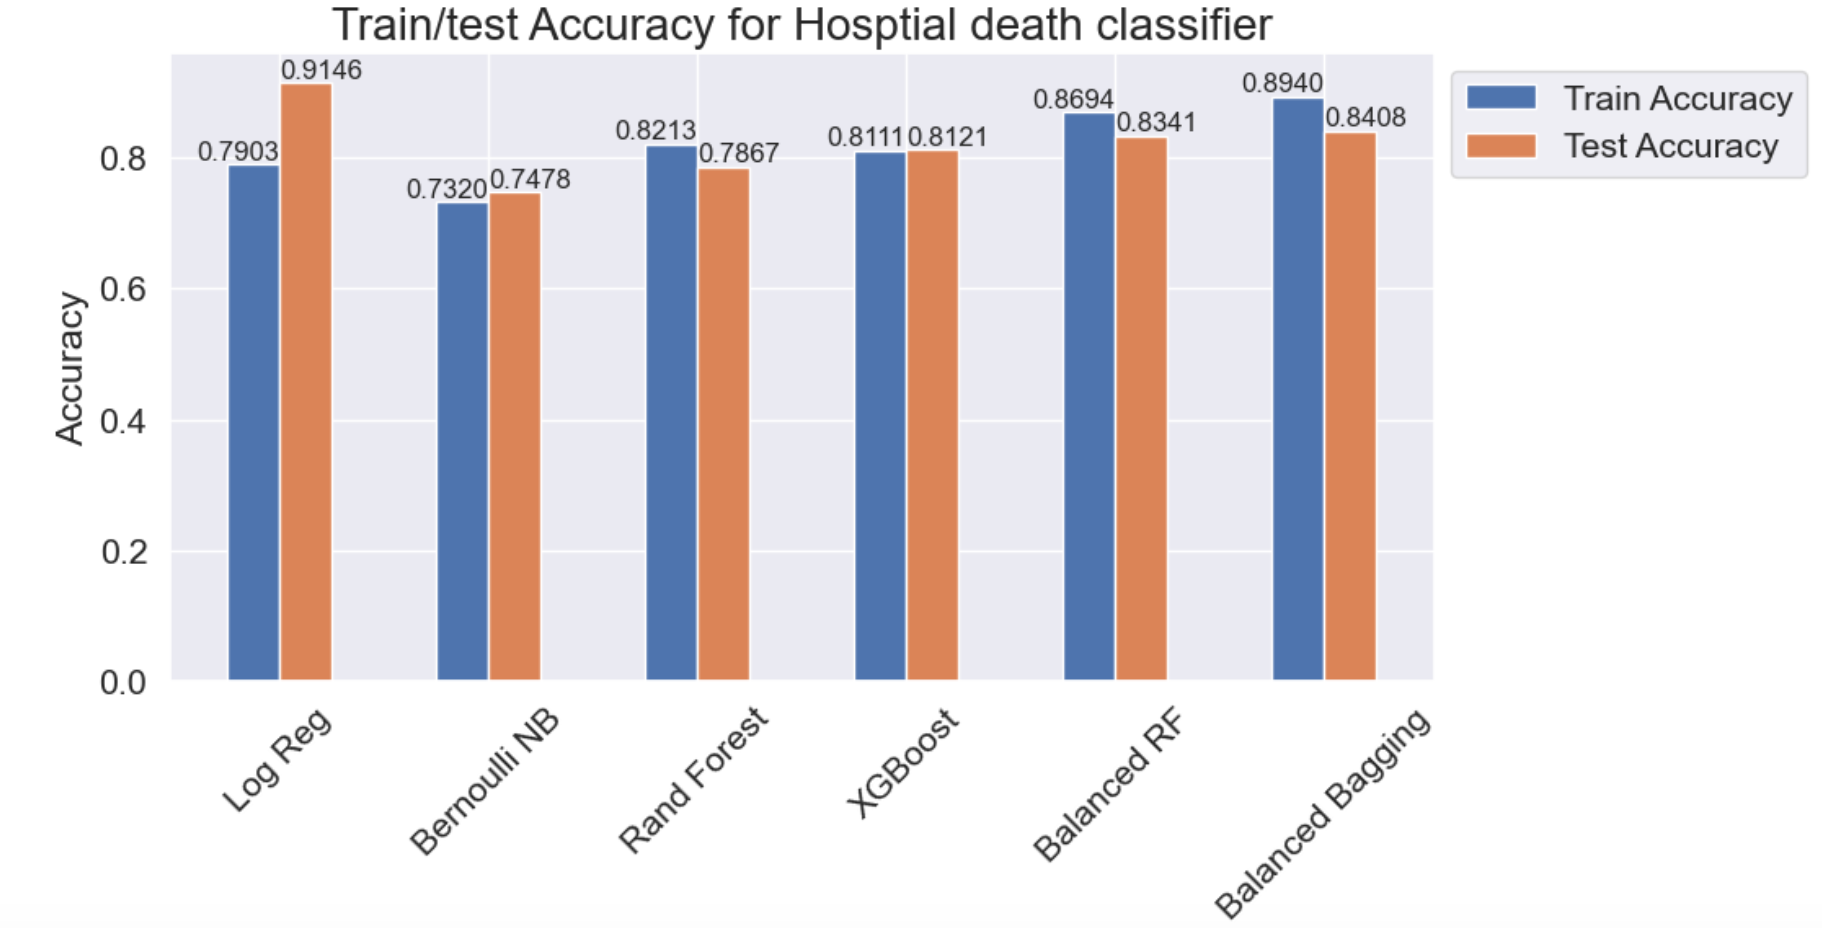 Train/test Accuracy for Hosptial death classifier
Train Accuracy
Test Accuracy
0.7903
0.9146
0.7320
0.7478
0.8213
0.7867
0.8111
0.8121
0.8694
0.8341
0.8940
0.8408
Accuracy
0.8
0.6
0.4
0.2
0.0
Log Reg
Bernoulli NB
Rand Forest
XGBoost
Balanced RF
Balanced Bagging